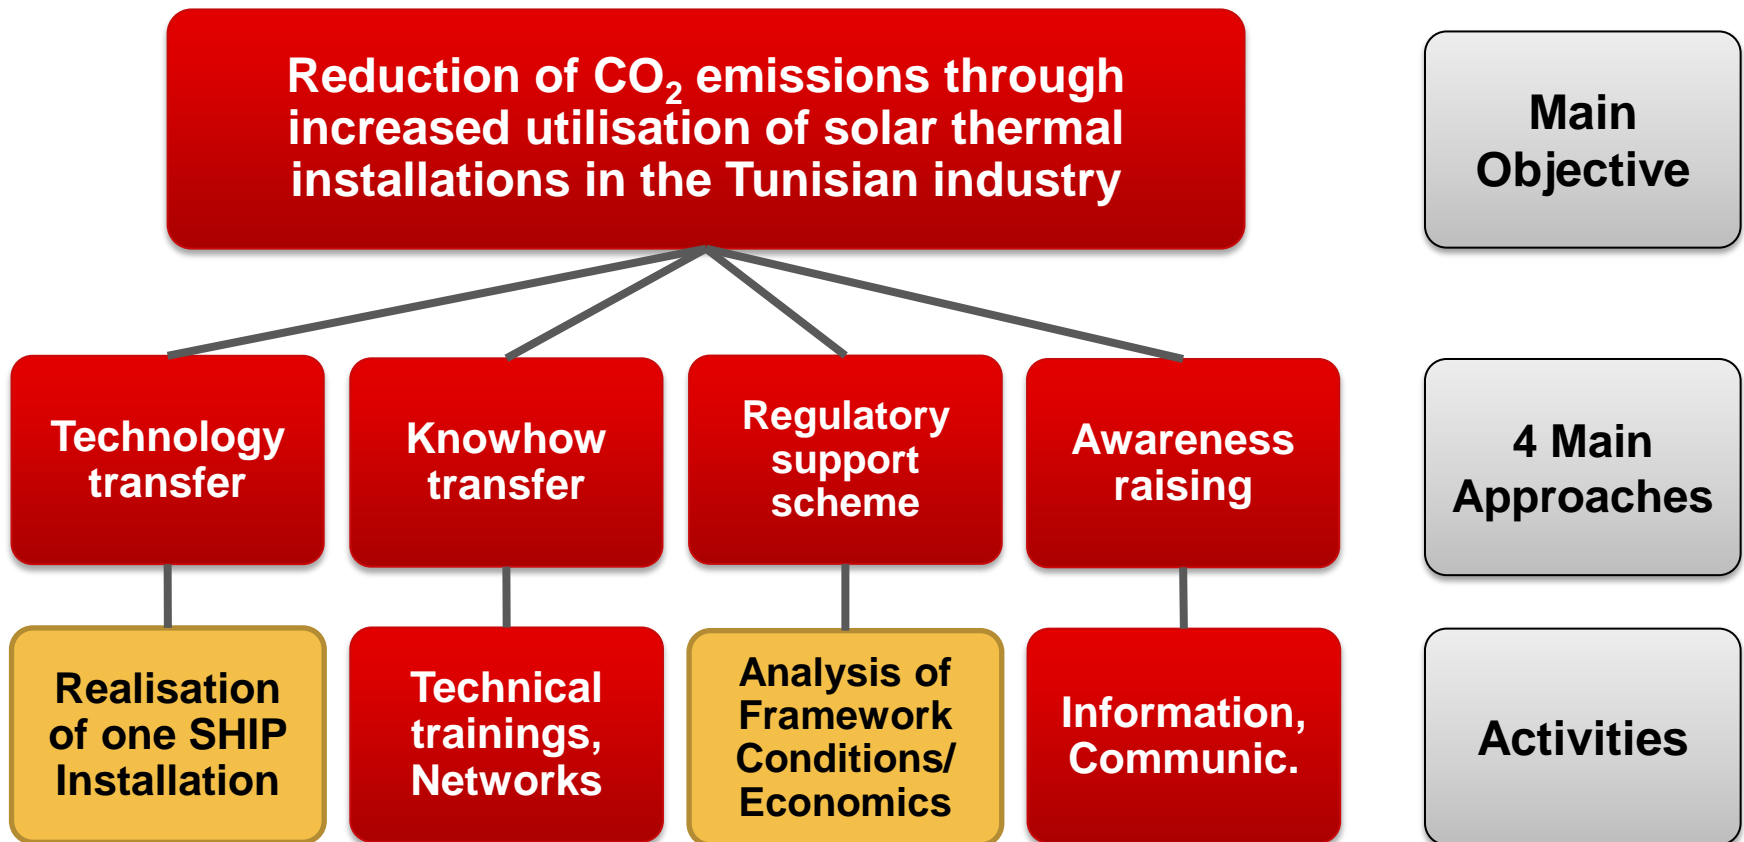 Reduction of CO₂ emissions through
increased utilisation of solar thermal
installations in the Tunisian industry
Main
Objective
Technology
transfer
Knowhow
transfer
Regulatory
support
scheme
Awareness
raising
4 Main
Approaches
Realisation
of one SHIP
Installation
Technical
trainings,
Networks
Analysis of
Framework
Conditions/
Economics
Information,
Communic.
Activities